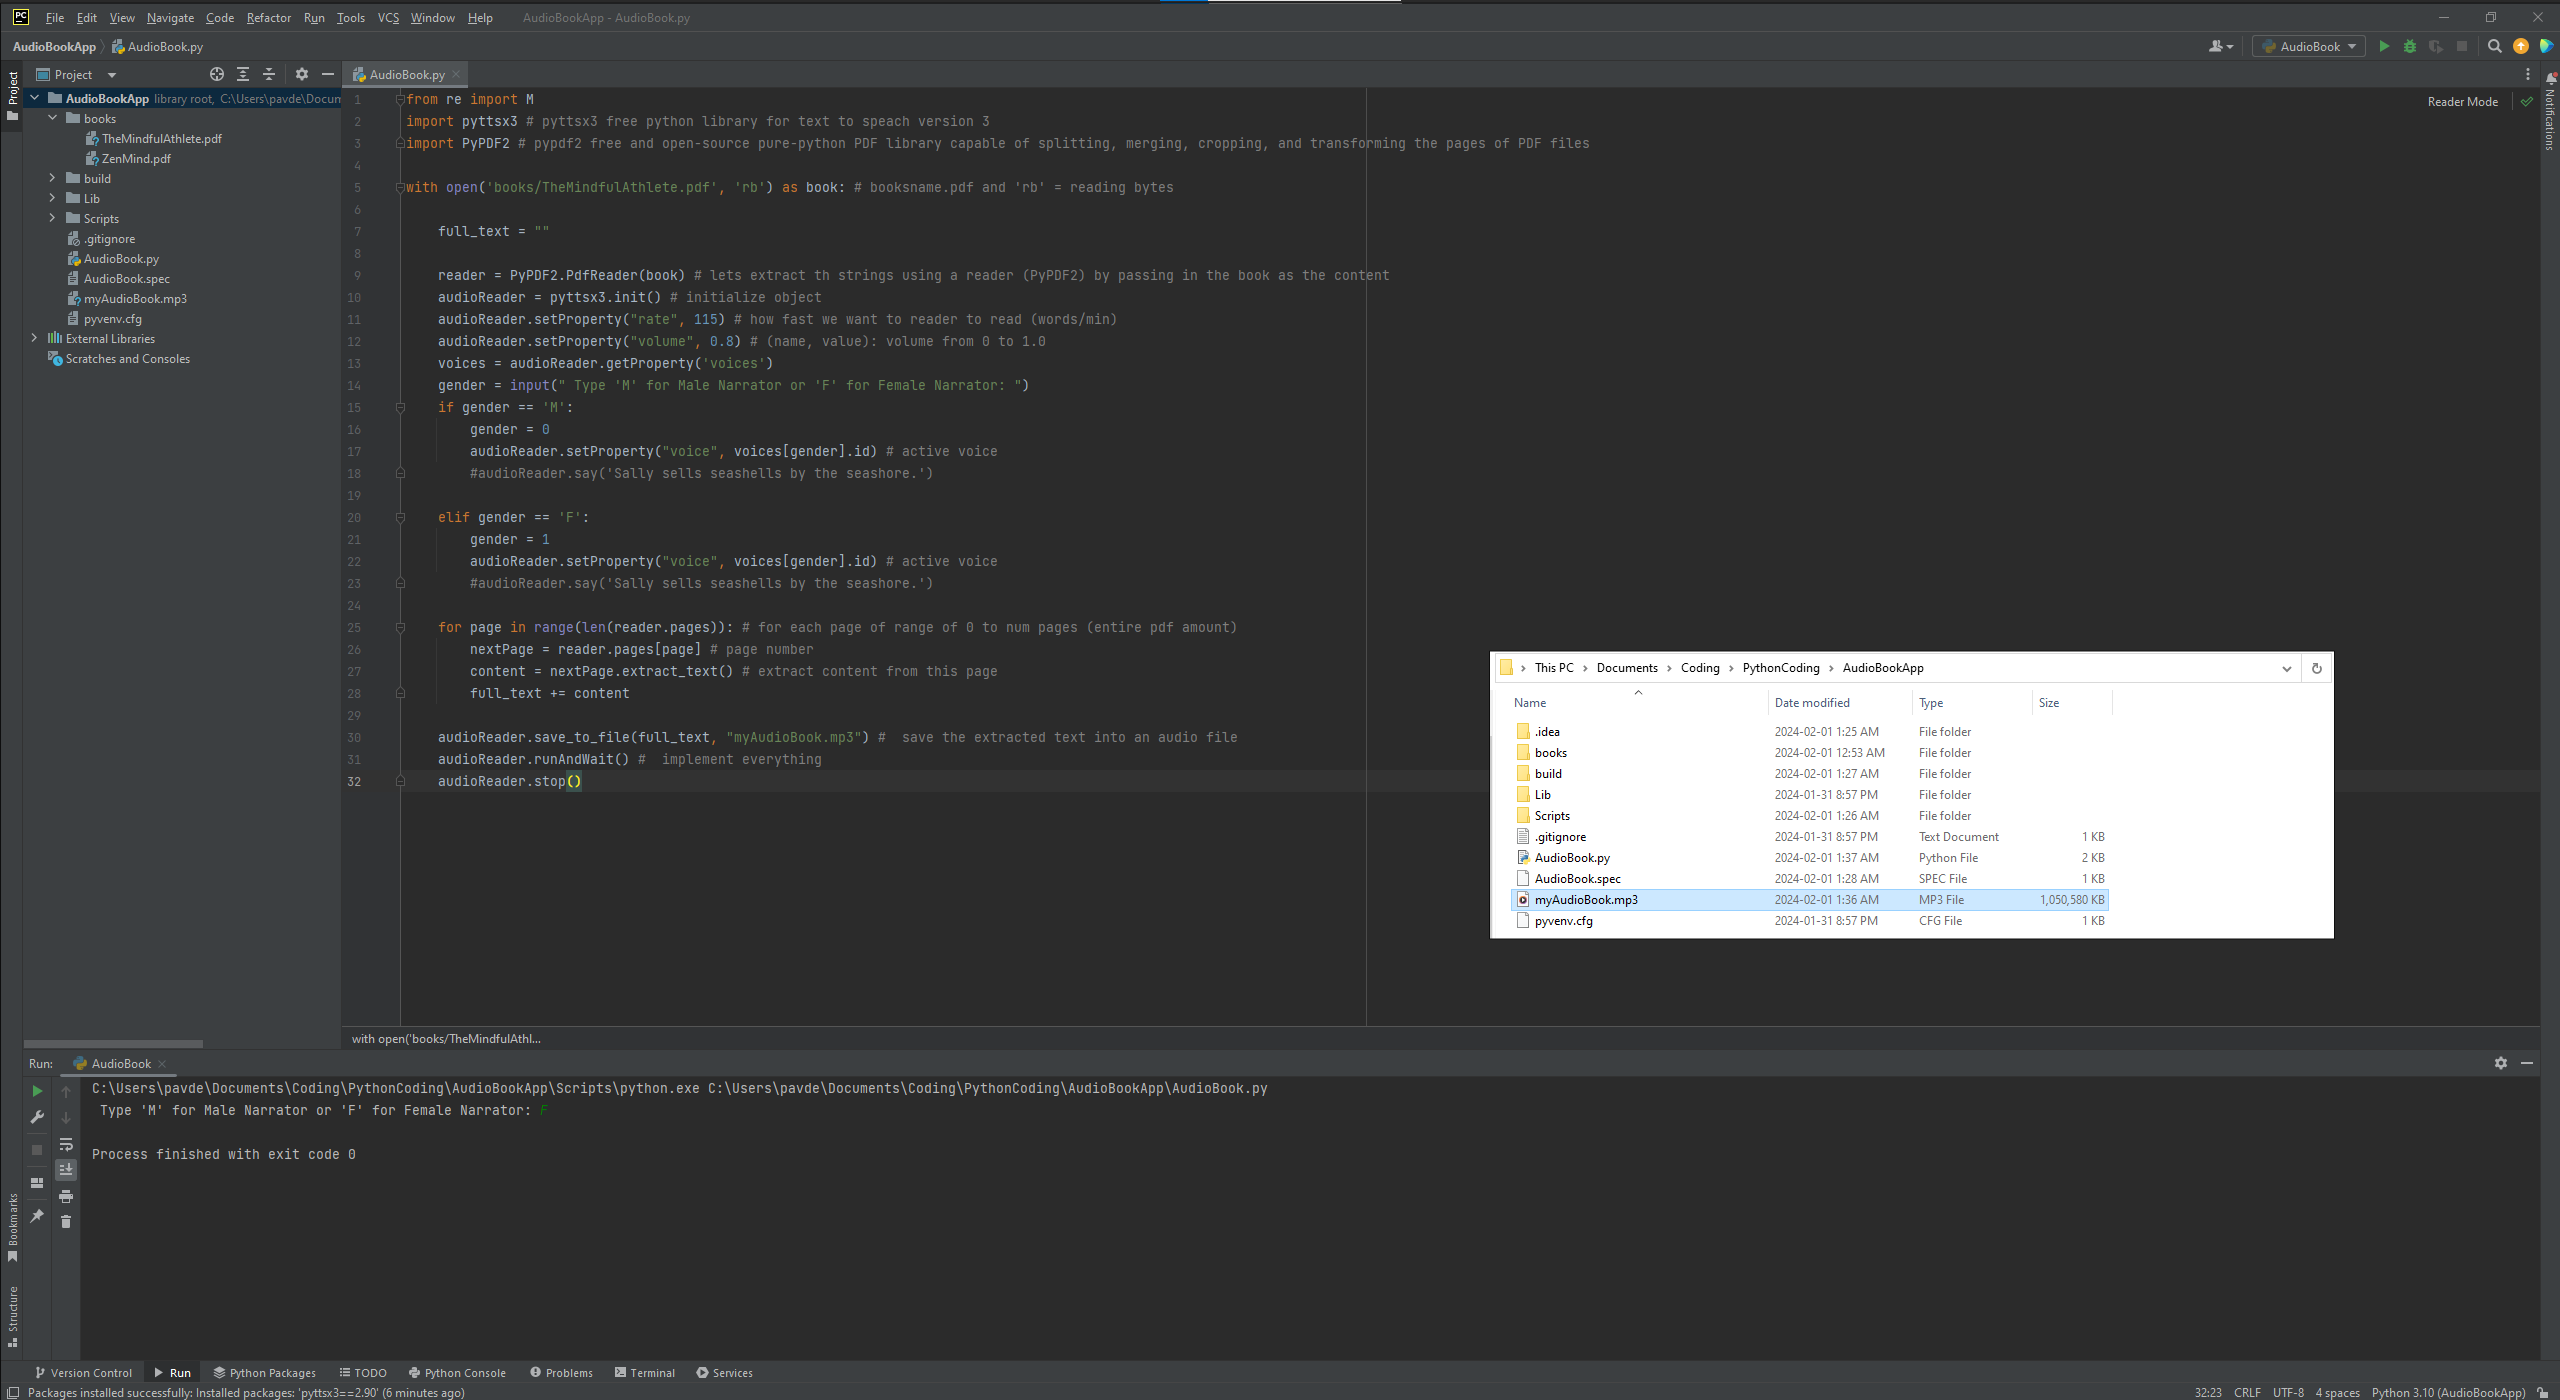 PC File Edit View Navigate Code Refactor Run Tools VCS Window Help AudioBookApp - AudioBook.py
AudioBookApp AudioBook.py AudioBook
Project
AudioBook.py
AudioBookApp library root, C:\Users\pavde\Docum
books
TheMindfulAthlete.pdf
ZenMind.pdf
build
Lib
Scripts
.gitignore
AudioBook.py
AudioBook.spec
myAudioBook.mp3
pyvenv.cfg
External Libraries
Scratches and Consoles
Project
Bookmarks
Structure
Notifications
Reader Mode
1 from re import M
2 import pyttsx3 # pyttsx3 free python library for text to speach version 3
3 import PyPDF2 # pypdf2 free and open-source pure-python PDF library capable of splitting, merging, cropping, and transforming the pages of PDF files
4
5 with open('books/TheMindfulAthlete.pdf', 'rb') as book: # booksname.pdf and 'rb' = reading bytes
6
7 full_text = ""
8
9 reader = PyPDF2.PdfReader(book) # lets extract th strings using a reader (PyPDF2) by passing in the book as the content
10 audioReader = pyttsx3.init() # initialize object
11 audioReader.setProperty("rate", 115) # how fast we want to reader to read (words/min)
12 audioReader.setProperty("volume", 0.8) # (name, value): volume from 0 to 1.0
13 voices = audioReader.getProperty('voices')
14 gender = input(" Type 'M' for Male Narrator or 'F' for Female Narrator: ")
15 if gender == 'M':
16 gender = 0
17 audioReader.setProperty("voice", voices[gender].id) # active voice
18 #audioReader.say('Sally sells seashells by the seashore.')
19
20 elif gender == 'F':
21 gender = 1
22 audioReader.setProperty("voice", voices[gender].id) # active voice
23 #audioReader.say('Sally sells seashells by the seashore.')
24
25 for page in range(len(reader.pages)): # for each page of range of 0 to num pages (entire pdf amount)
26 nextPage = reader.pages[page] # page number
27 content = nextPage.extract_text() # extract content from this page
28 full_text += content
29
30 audioReader.save_to_file(full_text, "myAudioBook.mp3") #  save the extracted text into an audio file
31 audioReader.runAndWait() #  implement everything
32 audioReader.stop()
with open('books/TheMindfulAthl...
This PC › Documents › Coding › PythonCoding › AudioBookApp
Name Date modified Type Size
.idea 2024-02-01 1:25 AM File folder
books 2024-02-01 12:53 AM File folder
build 2024-02-01 1:27 AM File folder
Lib 2024-01-31 8:57 PM File folder
Scripts 2024-02-01 1:26 AM File folder
.gitignore 2024-01-31 8:57 PM Text Document 1 KB
AudioBook.py 2024-02-01 1:37 AM Python File 2 KB
AudioBook.spec 2024-02-01 1:28 AM SPEC File 1 KB
myAudioBook.mp3 2024-02-01 1:36 AM MP3 File 1,050,580 KB
pyvenv.cfg 2024-01-31 8:57 PM CFG File 1 KB
Run: AudioBook
C:\Users\pavde\Documents\Coding\PythonCoding\AudioBookApp\Scripts\python.exe C:\Users\pavde\Documents\Coding\PythonCoding\AudioBookApp\AudioBook.py
Type 'M' for Male Narrator or 'F' for Female Narrator: F
Process finished with exit code 0
Version Control Run Python Packages TODO Python Console Problems Terminal Services
Packages installed successfully: Installed packages: 'pyttsx3==2.90' (6 minutes ago) 32:23 CRLF UTF-8 4 spaces Python 3.10 (AudioBookApp)